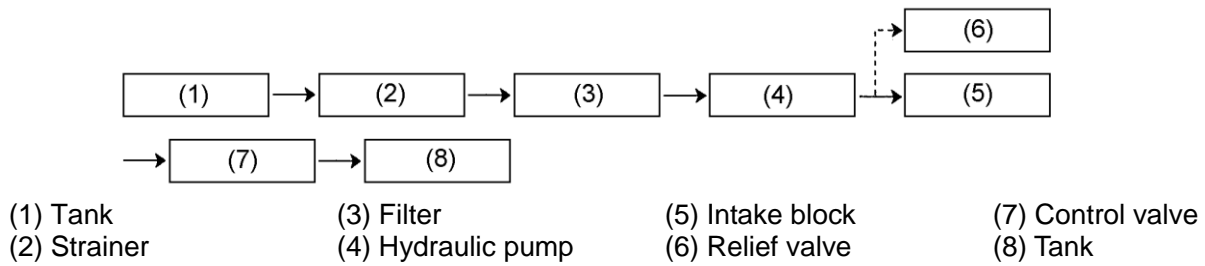 (6)
(1) (2) (3) (4) (5)
(7) (8)
(1) Tank (3) Filter (5) Intake block (7) Control valve
(2) Strainer (4) Hydraulic pump (6) Relief valve (8) Tank